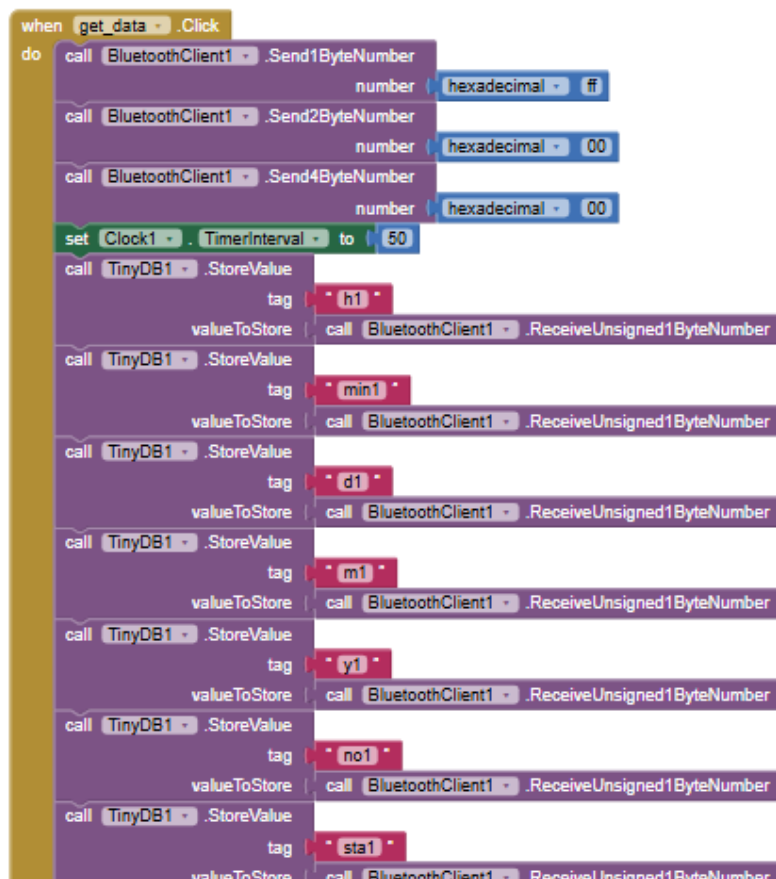 when get_data .Click
do call BluetoothClient1 .Send1ByteNumber
number hexadecimal ff
call BluetoothClient1 .Send2ByteNumber
number hexadecimal 00
call BluetoothClient1 .Send4ByteNumber
number hexadecimal 00
set Clock1 . TimerInterval to 50
call TinyDB1 .StoreValue
tag " h1 "
valueToStore call BluetoothClient1 .ReceiveUnsigned1ByteNumber
call TinyDB1 .StoreValue
tag " min1 "
valueToStore call BluetoothClient1 .ReceiveUnsigned1ByteNumber
call TinyDB1 .StoreValue
tag " d1 "
valueToStore call BluetoothClient1 .ReceiveUnsigned1ByteNumber
call TinyDB1 .StoreValue
tag " m1 "
valueToStore call BluetoothClient1 .ReceiveUnsigned1ByteNumber
call TinyDB1 .StoreValue
tag " y1 "
valueToStore call BluetoothClient1 .ReceiveUnsigned1ByteNumber
call TinyDB1 .StoreValue
tag " no1 "
valueToStore call BluetoothClient1 .ReceiveUnsigned1ByteNumber
call TinyDB1 .StoreValue
tag " sta1 "
valueToStore call BluetoothClient1 .ReceiveUnsigned1ByteNumber